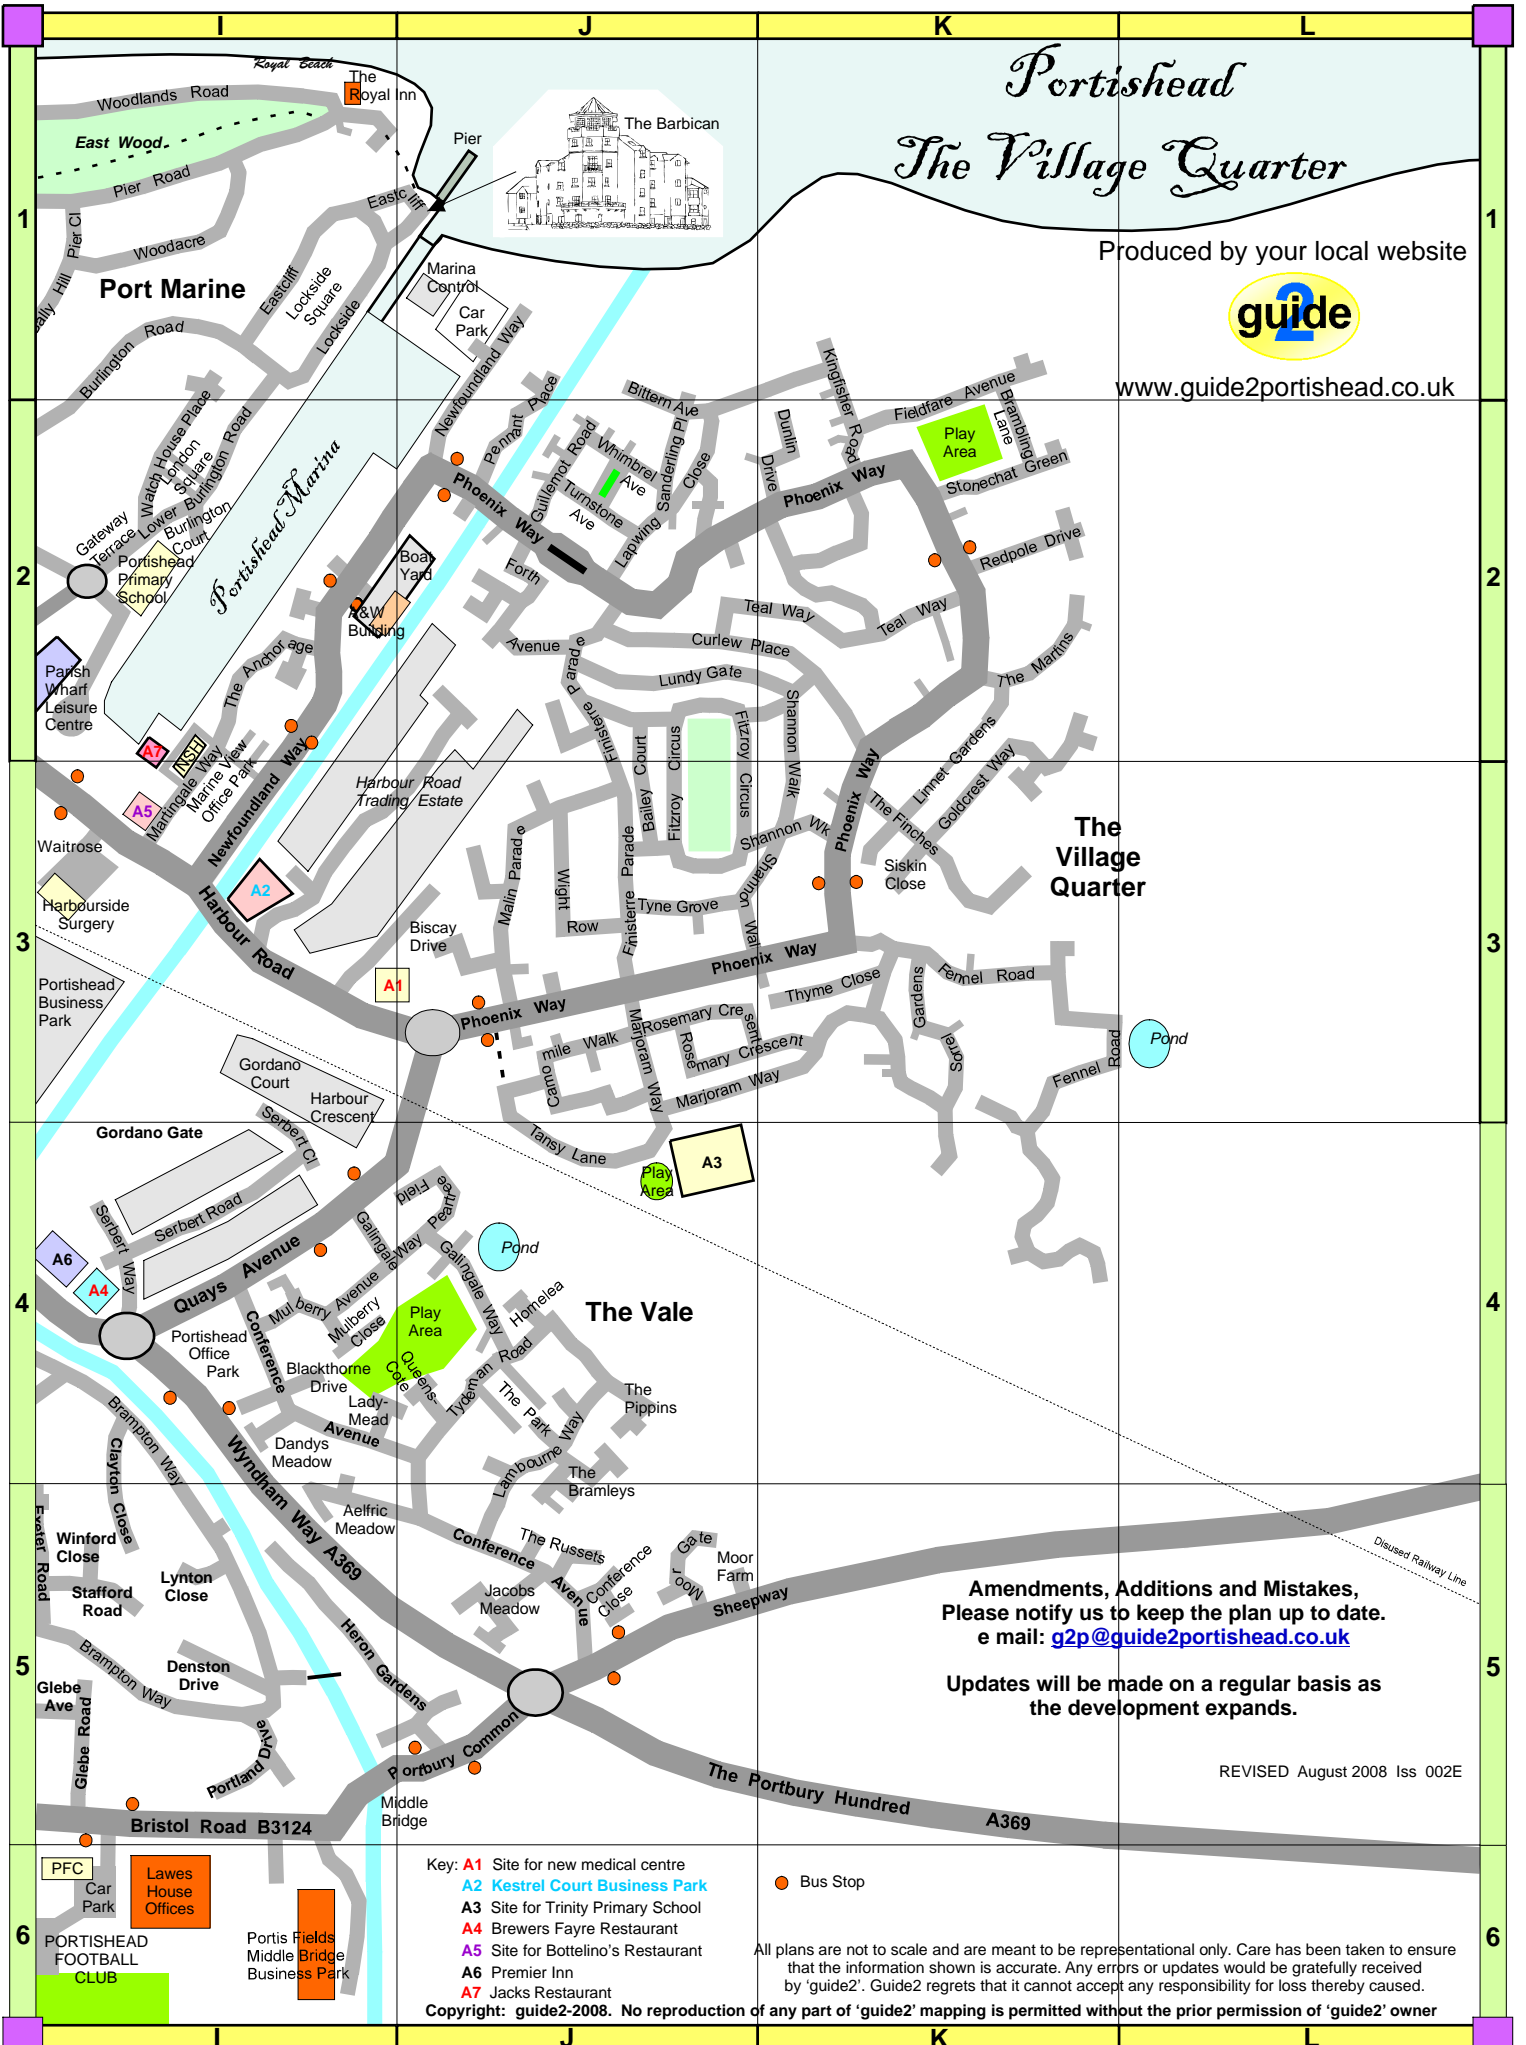 I J K L
Portishead
The Village Quarter
Produced by your local website
guide 2
www.guide2portishead.co.uk
1
Royal Beach
The
Royal Inn
Woodlands Road
East Wood
Pier Road
Pier
The Barbican
Eastcliff
Pier Cl
Woodacre
Port Marine
Eastcliff
Lockside
Square
Lockside
Marina
Control
Car
Park
Newfoundland Way
Burlington Road
Pennant Place
Bittern Ave
Kingfisher Road
Fieldfare Avenue
Brambling
Lane
1
2
Watch House Place
London
Square
Lower Burlington Road
Burlington
Court
Gateway
Terrace
Portishead
Primary
School
Portishead Marina
Phoenix Way
Guillemot Road
Whimbrel
Ave
Turnstone
Ave
Sanderling Pl
Lapwing Close
Dunlin
Drive
Phoenix Way
Play
Area
Stonechat Green
Redpole Drive
Boat
Yard
A&W
Building
Forth
Avenue
Teal Way
Teal Way
Curlew Place
Lundy Gate
The Martins
Parish
Wharf
Leisure
Centre
The Anchorage
Finisterre Parade
Shannon Walk
Fitzroy Circus
Fitzroy Circus
Bailey Court
Linnet Gardens
Goldcrest Way
A7
NSH
Martingale Way
Marine View
Office Park
Newfoundland Way
Phoenix Way
2
3
A5
Waitrose
Harbour Road
Trading Estate
The Finches
Siskin
Close
The
Village
Quarter
A2
Harbourside
Surgery
Harbour Road
Malin Parade
Wight
Row
Finisterre Parade
Tyne Grove
Shannon Wk
Shannon Wal
Biscay
Drive
Phoenix Way
Portishead
Business
Park
A1
Phoenix Way
Thyme Close
Gardens
Fennel Road
Sorrel
Fennel Road
Pond
Camomile Walk
Rosemary Cresent
Rosemary Crescent
Marjoram Way
Marjoram Way
Gordano
Court
Harbour
Crescent
3
4
Gordano Gate
Serbert Cl
Serbert Road
Serbert Way
Tansy Lane
Play
Area
A3
A6
A4
Quays Avenue
Peartree
Field
Galingale Way
Galingale Way
Pond
Mulberry Avenue
Mulberry
Close
Play
Area
Homelea
The Vale
Portishead
Office
Park
Conference
Avenue
Blackthorne
Drive
Lady-
Mead
Queens-
Cote
Tydeman Road
The Park
The
Pippins
Dandys
Meadow
Lambourne Way
The
Bramleys
Brampton Way
Clayton Close
Wyndham Way A369
4
5
Exeter Road
Winford
Close
Stafford
Road
Lynton
Close
Aelfric
Meadow
Conference Avenue
The Russets
Conference
Close
Jacobs
Meadow
Moor Gate
Moor
Farm
Sheepway
Disused Railway Line
Amendments, Additions and Mistakes,
Please notify us to keep the plan up to date.
e mail: g2p@guide2portishead.co.uk
Updates will be made on a regular basis as
the development expands.
Heron Gardens
Brampton Way
Denston
Drive
Glebe
Ave
Glebe Road
Portland Drive
Portbury Common
The Portbury Hundred
A369
REVISED August 2008 Iss 002E
Middle
Bridge
Bristol Road B3124
5
6
PFC
Car
Park
Lawes
House
Offices
PORTISHEAD
FOOTBALL
CLUB
Portis Fields
Middle Bridge
Business Park
Key: A1 Site for new medical centre
A2 Kestrel Court Business Park
A3 Site for Trinity Primary School
A4 Brewers Fayre Restaurant
A5 Site for Bottelino's Restaurant
A6 Premier Inn
A7 Jacks Restaurant
Bus Stop
All plans are not to scale and are meant to be representational only. Care has been taken to ensure
that the information shown is accurate. Any errors or updates would be gratefully received
by 'guide2'. Guide2 regrets that it cannot accept any responsibility for loss thereby caused.
Copyright: guide2-2008. No reproduction of any part of 'guide2' mapping is permitted without the prior permission of 'guide2' owner
6
I J K L